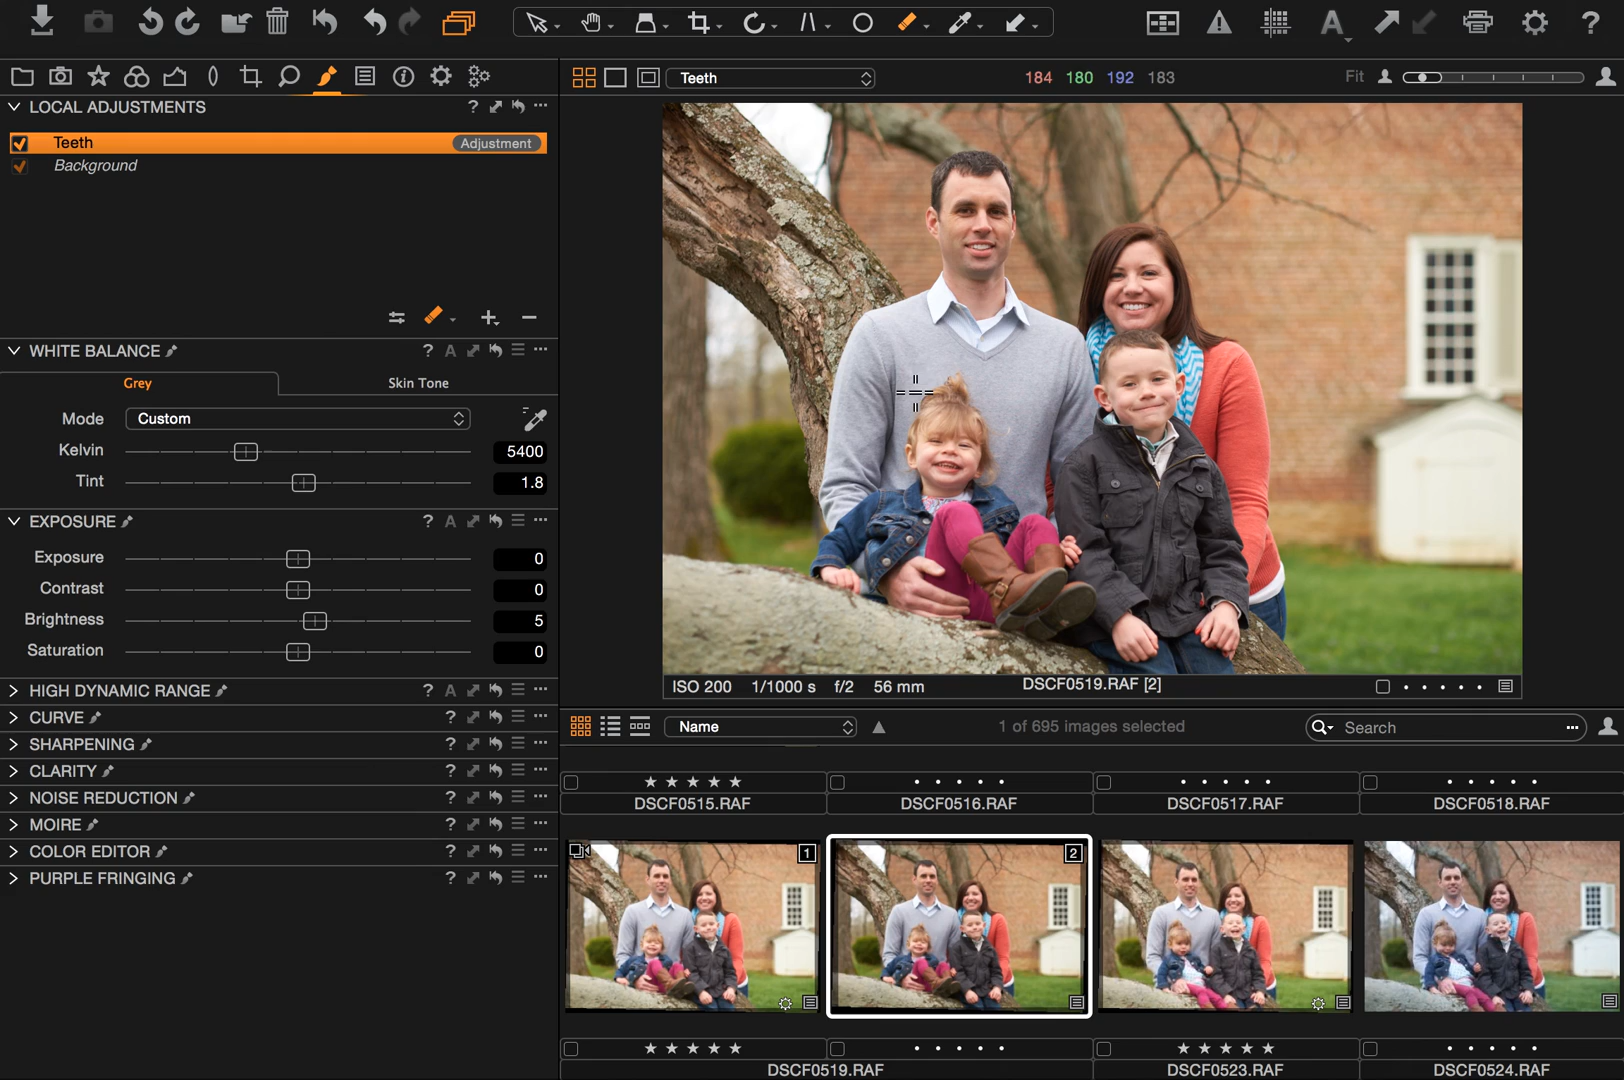 Teeth
184 180 192 183
Fit
LOCAL ADJUSTMENTS ?
Teeth Adjustment
Background
WHITE BALANCE ? A
Grey Skin Tone
Mode Custom
Kelvin 5400
Tint 1.8
EXPOSURE ? A
Exposure 0
Contrast 0
Brightness 5
Saturation 0
HIGH DYNAMIC RANGE ? A
CURVE ?
SHARPENING ?
CLARITY ?
NOISE REDUCTION ?
MOIRE ?
COLOR EDITOR ?
PURPLE FRINGING ?
ISO 200 1/1000 s f/2 56 mm DSCF0519.RAF [2]
Name 1 of 695 images selected Search
DSCF0515.RAF DSCF0516.RAF DSCF0517.RAF DSCF0518.RAF
1 2
DSCF0519.RAF DSCF0523.RAF DSCF0524.RAF